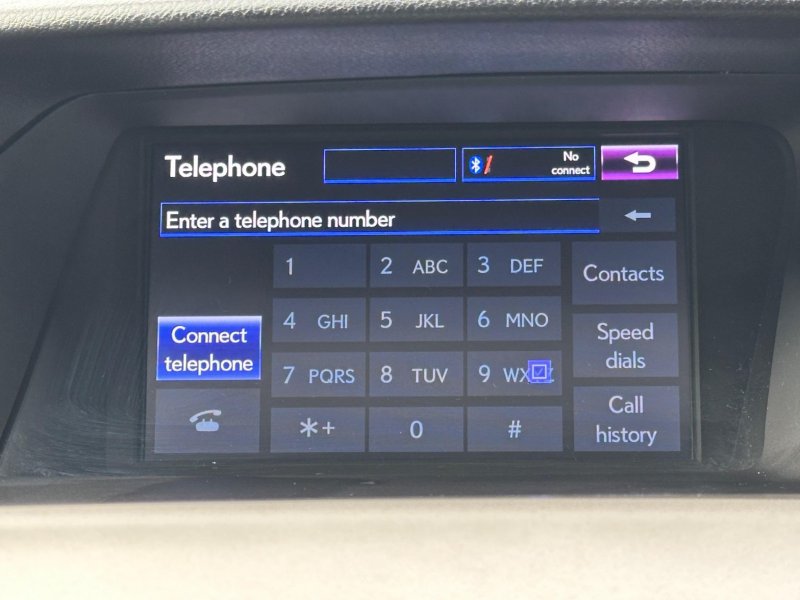 Telephone
No
connect
Enter a telephone number
1
2 ABC
3 DEF
Contacts
4 GHI
5 JKL
6 MNO
Connect
telephone
Speed
dials
7 PQRS
8 TUV
9
*+
0
#
Call
history